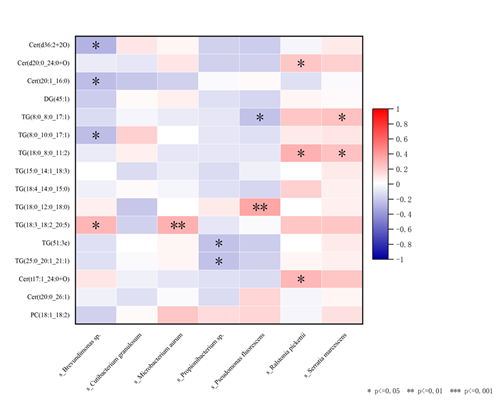 Cer(d36:2+2O)
Cer(d20:0_24:0+O)
Cer(t20:1_16:0)
DG(45:1)
TG(8:0_8:0_17:1)
TG(8:0_10:0_17:1)
TG(18:0_8:0_11:2)
TG(15:0_14:1_18:3)
TG(18:4_14:0_15:0)
TG(18:0_12:0_18:0)
TG(18:3_18:2_20:5)
TG(51:3e)
TG(25:0_20:1_21:1)
Cer(t17:1_24:0+O)
Cer(t20:0_26:1)
PC(18:1_18:2)
*
*
*
* *
*
* *
**
* **
*
*
*
1
0.8
0.6
0.4
0.2
0
-0.2
-0.4
-0.6
-0.8
-1
s_Brevundimonas sp.
s_Cutibacterium granulosum
s_Microbacterium aurum
s_Propionibacterium sp.
s_Pseudomonas fluorescens
s_Ralstonia pickettii
s_Serratia marcescens
* p<=0.05 ** p<=0.01 *** p<=0.001